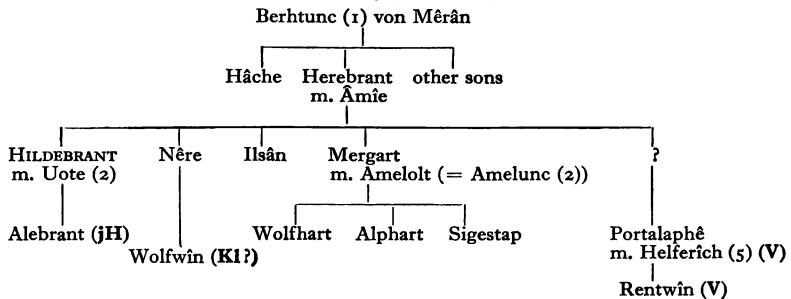 Berhtunc (1) von Mêrân
Hâche Herebrant other sons
m. Âmîe
HILDEBRANT Nêre Ilsân Mergart ?
m. Uote (2) m. Amelolt (= Amelunc (2))
Alebrant (jH) Wolfhart Alphart Sigestap Portalaphê
Wolfwîn (Kl?) m. Helferîch (5) (V)
Rentwîn (V)